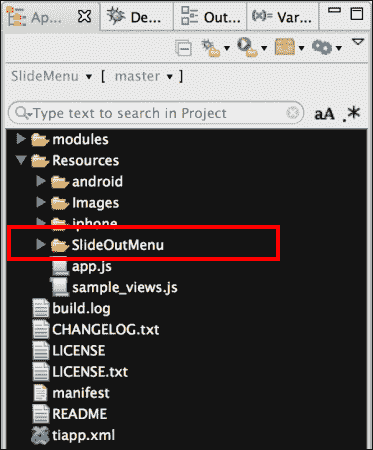 Ap...
De...
Out...
Var...
SlideMenu ▾ [ master ▾ ]
Type text to search in Project
aA .*
modules
Resources
android
Images
iphone
SlideOutMenu
app.js
sample_views.js
build.log
CHANGELOG.txt
LICENSE
LICENSE.txt
manifest
README
tiapp.xml